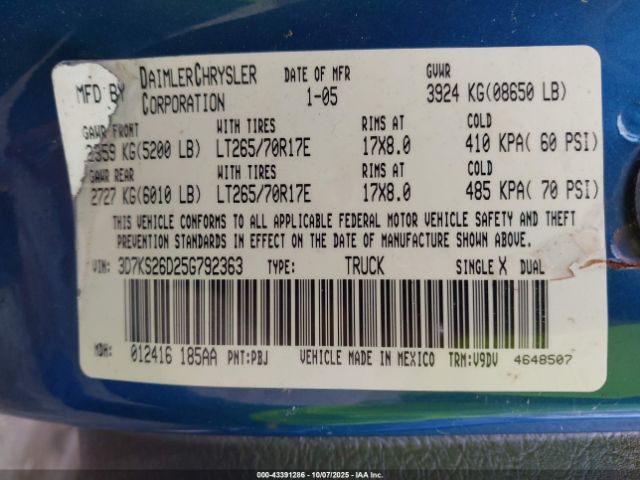 MFD BY DAIMLERCHRYSLER CORPORATION DATE OF MFR 1-05 GVWR 3924 KG(08650 LB)
GAWR FRONT WITH TIRES RIMS AT COLD
2359 KG(5200 LB) LT265/70R17E 17X8.0 410 KPA( 60 PSI)
GAWR REAR WITH TIRES RIMS AT COLD
2727 KG(6010 LB) LT265/70R17E 17X8.0 485 KPA( 70 PSI)
THIS VEHICLE CONFORMS TO ALL APPLICABLE FEDERAL MOTOR VEHICLE SAFETY AND THEFT
PREVENTION STANDARDS IN EFFECT ON THE DATE OF MANUFACTURE SHOWN ABOVE.
VIN: 3D7KS26D25G792363 TYPE: TRUCK SINGLE X DUAL
MDH: 012416 185AA PNT:PBJ VEHICLE MADE IN MEXICO TRM:V9DV 4648507
000-43391286 - 10/07/2025 - IAA Inc.